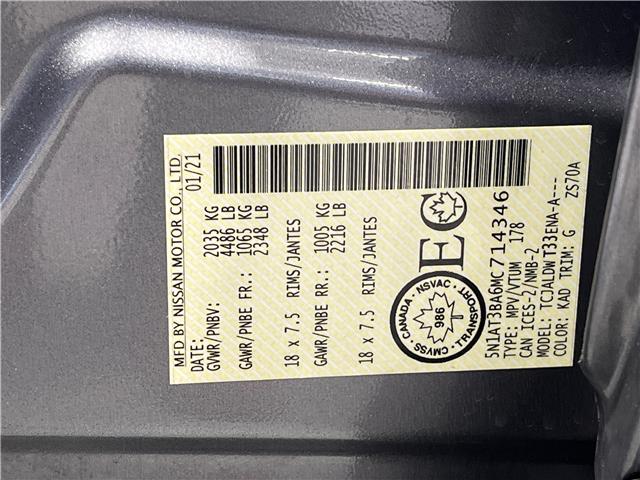 MFD BY NISSAN MOTOR CO., LTD.
DATE: 01/21
GVWR/PNBV: 2035 KG
4486 LB
GAWR/PNBE FR.: 1065 KG
2348 LB
18 x 7.5 RIMS/JANTES
GAWR/PNBE RR.: 1005 KG
2216 LB
18 x 7.5 RIMS/JANTES
CANADA · NSVAC · TRANSPORT · CMVSS
986
EC
5N1AT3BA6MC714346
TYPE: MPV/VTUM 178
CAN ICES-2/NMB-2
MODEL: TCJALDWT33ENA-A---
COLOR: KAD TRIM: G ZS70A